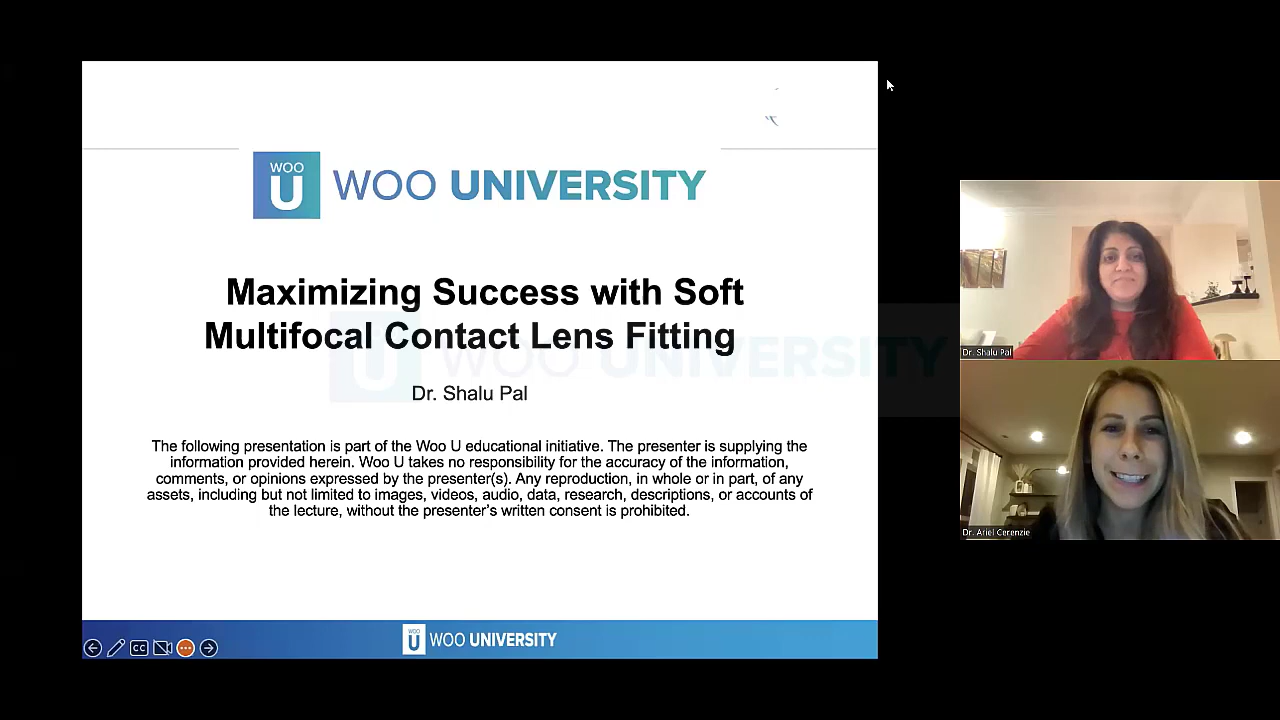 WOO
U
WOO UNIVERSITY
Maximizing Success with Soft
Multifocal Contact Lens Fitting
U WOO UNIVERSITY
Dr. Shalu Pal
The following presentation is part of the Woo U educational initiative. The presenter is supplying the
information provided herein. Woo U takes no responsibility for the accuracy of the information,
comments, or opinions expressed by the presenter(s). Any reproduction, in whole or in part, of any
assets, including but not limited to images, videos, audio, data, research, descriptions, or accounts of
the lecture, without the presenter's written consent is prohibited.
CC
WOO
U
WOO UNIVERSITY
Dr. Shalu Pal
Dr. Ariel Cerenzie